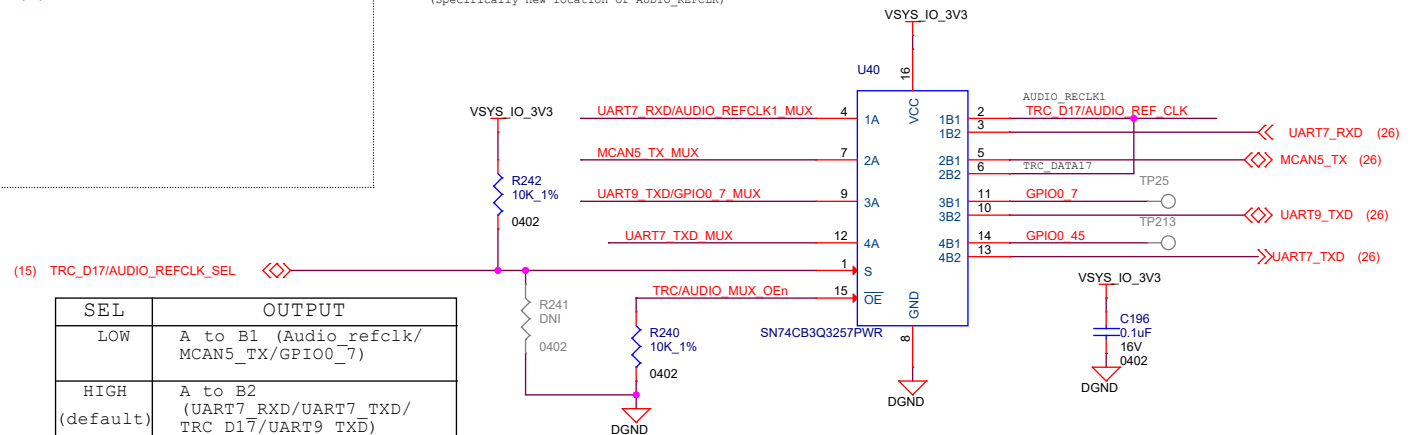 (Specifically new location of AUDIO_REFCLK)
VSYS_IO_3V3
U40
16
VCC
VSYS_IO_3V3
UART7_RXD/AUDIO_REFCLK1_MUX
4
1A
1B1
2
AUDIO_RECLK1
TRC_D17/AUDIO_REF_CLK
1B2
3
UART7_RXD (26)
MCAN5_TX_MUX
7
2A
2B1
5
MCAN5_TX (26)
2B2
6
TRC_DATA17
R242
10K_1%
0402
UART9_TXD/GPIO0_7_MUX
9
3A
3B1
11
GPIO0_7
TP25
3B2
10
UART9_TXD (26)
TP213
UART7_TXD_MUX
12
4A
4B1
14
GPIO0_45
4B2
13
UART7_TXD (26)
(15) TRC_D17/AUDIO_REFCLK_SEL
1
S
TRC/AUDIO_MUX_OEn
15
OE
GND
8
SN74CB3Q3257PWR
DGND
R241
DNI
0402
R240
10K_1%
0402
DGND
VSYS_IO_3V3
C196
0.1uF
16V
0402
DGND
SEL OUTPUT
LOW A to B1 (Audio_refclk/
MCAN5_TX/GPIO0_7)
HIGH A to B2
(default) (UART7_RXD/UART7_TXD/
TRC_D17/UART9_TXD)